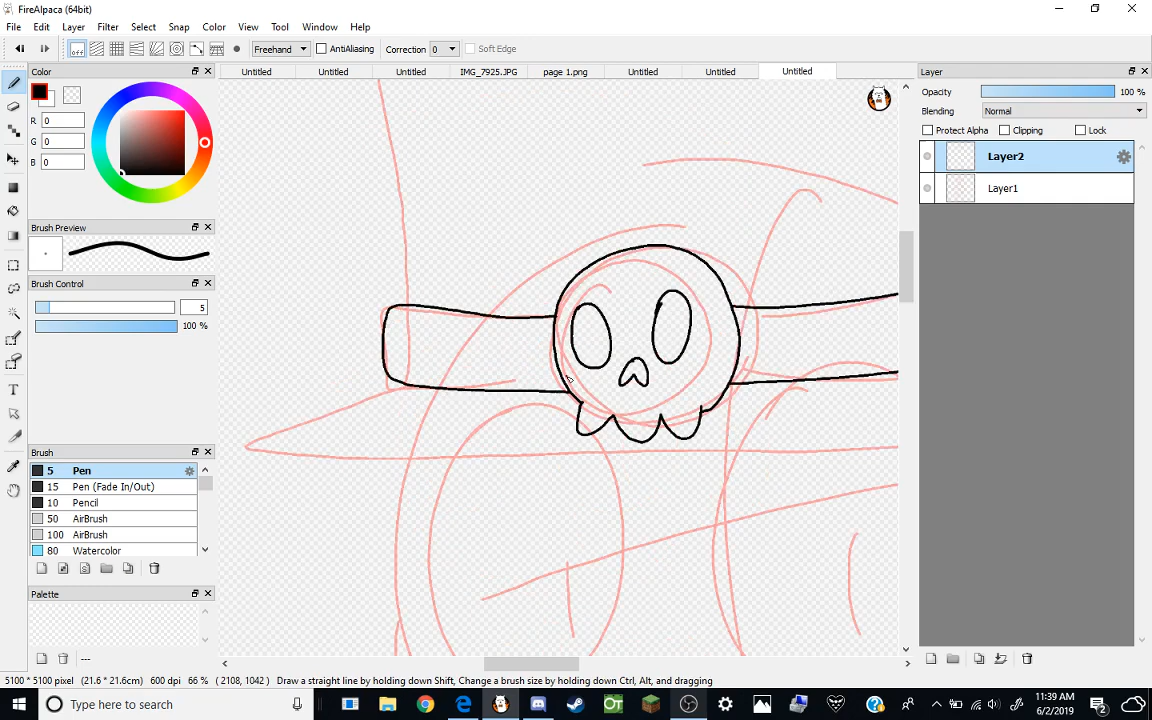 FireAlpaca (64bit)
File Edit Layer Filter Select Snap Color View Tool Window Help
off Freehand AntiAliasing Correction 0 Soft Edge
Color
R 0
G 0
B 0
Brush Preview
Brush Control
5
100 %
Brush
5 Pen
15 Pen (Fade In/Out)
10 Pencil
50 AirBrush
100 AirBrush
80 Watercolor
Palette
---
Untitled Untitled Untitled IMG_7925.JPG page 1.png Untitled Untitled Untitled
Layer
Opacity 100 %
Blending Normal
Protect Alpha Clipping Lock
Layer2
Layer1
5100 * 5100 pixel (21.6 * 21.6cm) 600 dpi 66 % ( 2108, 1042 ) Draw a straight line by holding down Shift, Change a brush size by holding down Ctrl, Alt, and dragging
Type here to search
OT
11:39 AM
6/2/2019
2